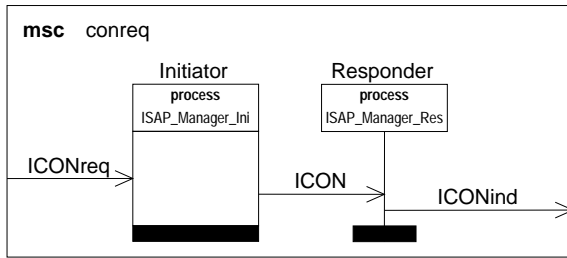 msc conreq
Initiator Responder
process process
ISAP_Manager_Ini ISAP_Manager_Res
ICONreq
ICON
ICONind